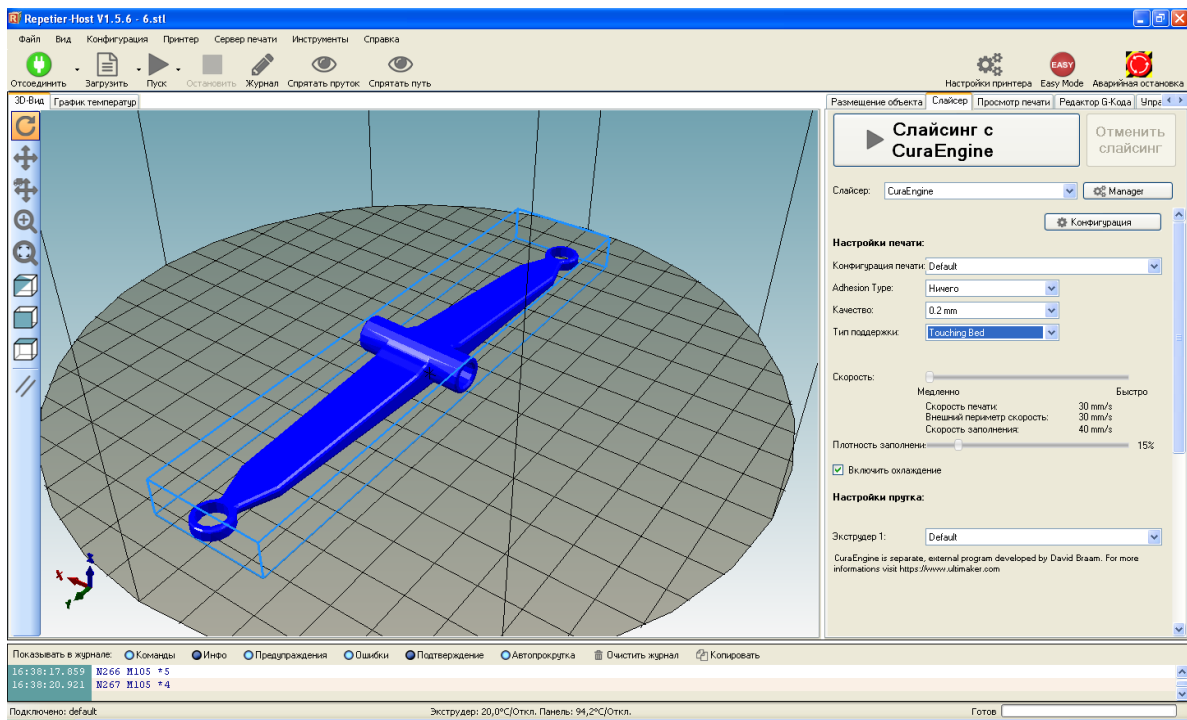 Repetier-Host V1.5.6 - 6.stl
Файл Вид Конфигурация Принтер Сервер печати Инструменты Справка
Отсоединить Загрузить Пуск Остановить Журнал Спрятать пруток Спрятать путь Настройки принтера EASY Easy Mode Аварийная остановка
3D-Вид График температур
Размещение объекта Слайсер Просмотр печати Редактор G-Кода Упра
Слайсинг с
CuraEngine
Отменить
слайсинг
Слайсер: CuraEngine Manager
Конфигурация
Настройки печати:
Конфигурация печати: Default
Adhesion Type: Ничего
Качество: 0.2 mm
Тип поддержки: Touching Bed
Скорость:
Медленно Быстро
Скорость печати: 30 mm/s
Внешний периметр скорость: 30 mm/s
Скорость заполнения: 40 mm/s
Плотность заполнени 15%
Включить охлаждение
Настройки прутка:
Экструдер 1: Default
CuraEngine is separate, external program developed by David Braam. For more
informations visit https://www.ultimaker.com
X Y Z
Показывать в журнале: Команды Инфо Предупраждения Ошибки Подтверждение Автопрокрутка Очистить журнал Копировать
16:38:17.859 N266 M105 *5
16:38:20.921 N267 M105 *4
Подключено: default Экструдер: 20,0°C/Откл. Панель: 94,2°C/Откл. Готов